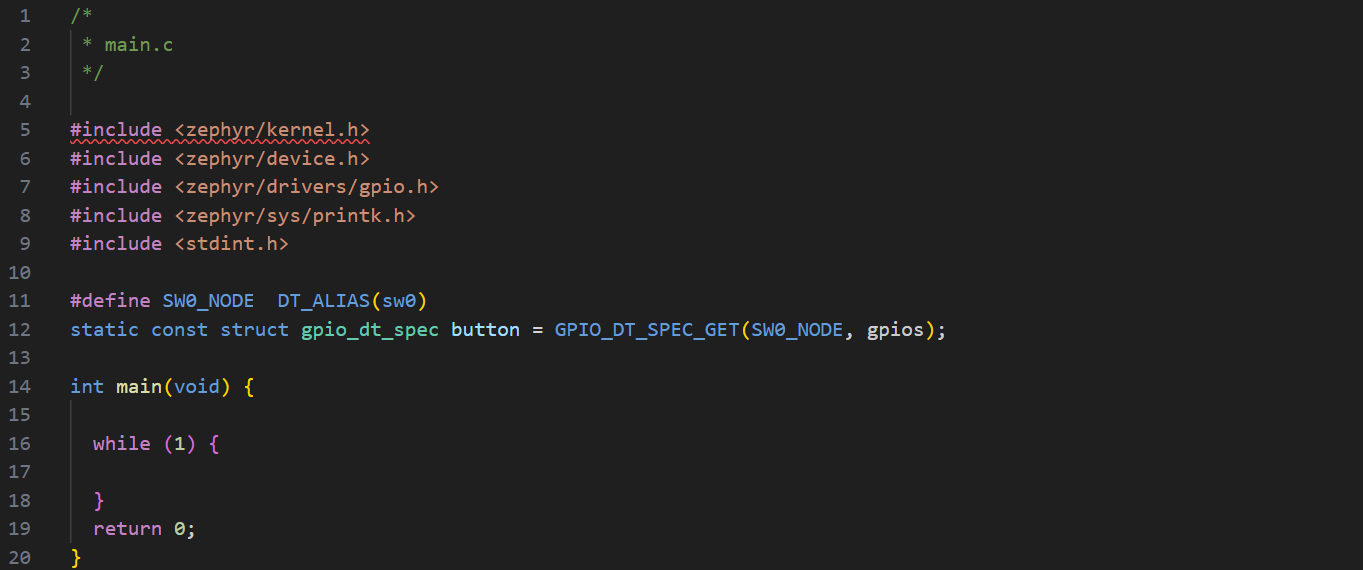 1 /*
2  * main.c
3  */
4
5 #include <zephyr/kernel.h>
6 #include <zephyr/device.h>
7 #include <zephyr/drivers/gpio.h>
8 #include <zephyr/sys/printk.h>
9 #include <stdint.h>
10
11 #define SW0_NODE  DT_ALIAS(sw0)
12 static const struct gpio_dt_spec button = GPIO_DT_SPEC_GET(SW0_NODE, gpios);
13
14 int main(void) {
15
16   while (1) {
17
18   }
19   return 0;
20 }